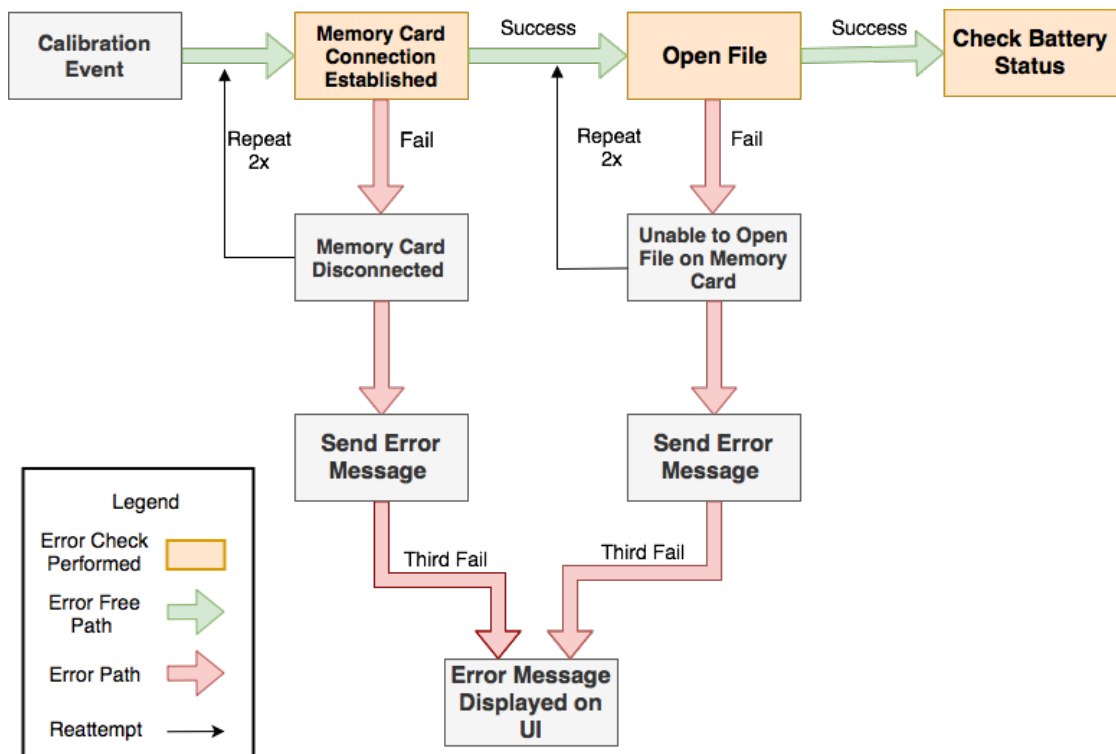 Calibration
Event
Memory Card
Connection
Established
Success
Open File
Success
Check Battery
Status
Repeat
2x
Fail
Repeat
2x
Fail
Memory Card
Disconnected
Unable to Open
File on Memory
Card
Send Error
Message
Send Error
Message
Third Fail
Third Fail
Error Message
Displayed on
UI
Legend
Error Check
Performed
Error Free
Path
Error Path
Reattempt